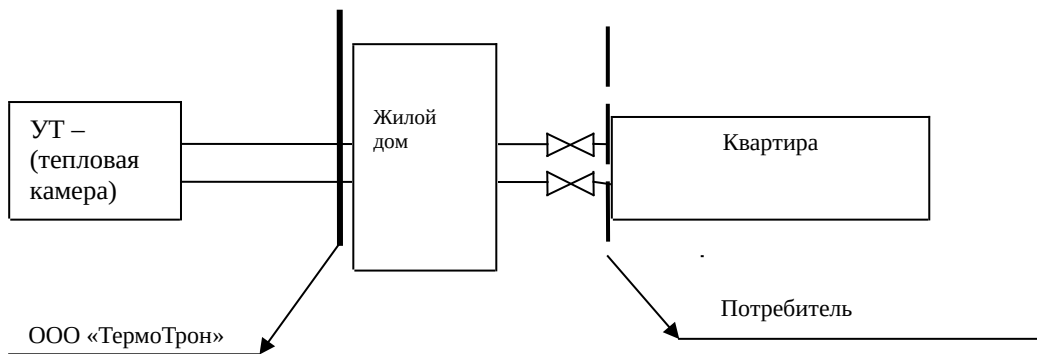 УТ –
(тепловая
камера)
Жилой
дом
Квартира
Потребитель
ООО «ТермоТрон»